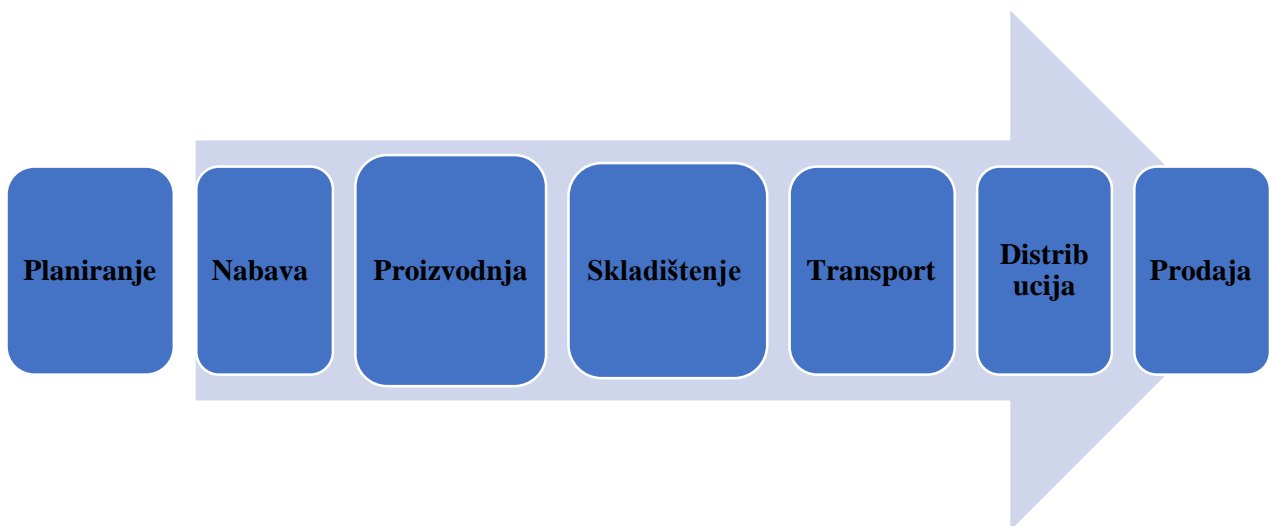 Planiranje
Nabava
Proizvodnja
Skladištenje
Transport
Distrib
ucija
Prodaja